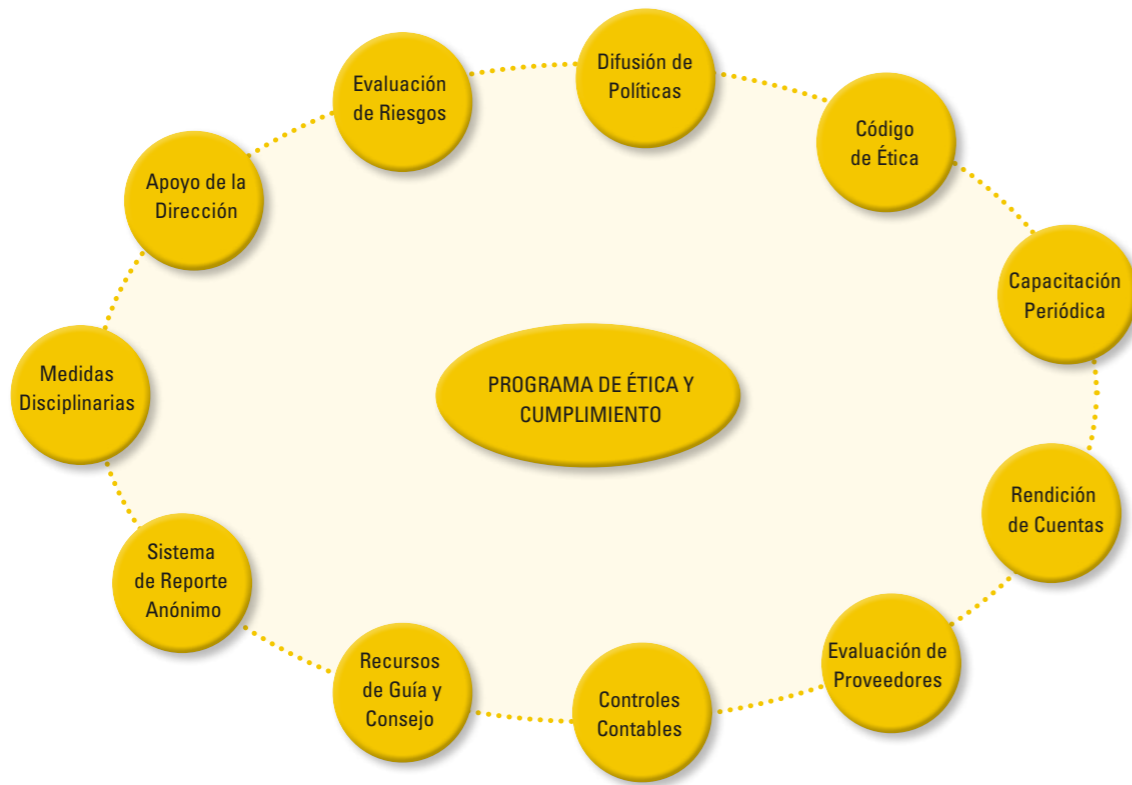 Difusión de
Políticas
Evaluación
de Riesgos
Código
de Ética
Apoyo de la
Dirección
Capacitación
Periódica
Medidas
Disciplinarias
PROGRAMA DE ÉTICA Y
CUMPLIMIENTO
Rendición
de Cuentas
Sistema
de Reporte
Anónimo
Evaluación de
Proveedores
Recursos
de Guía y
Consejo
Controles
Contables